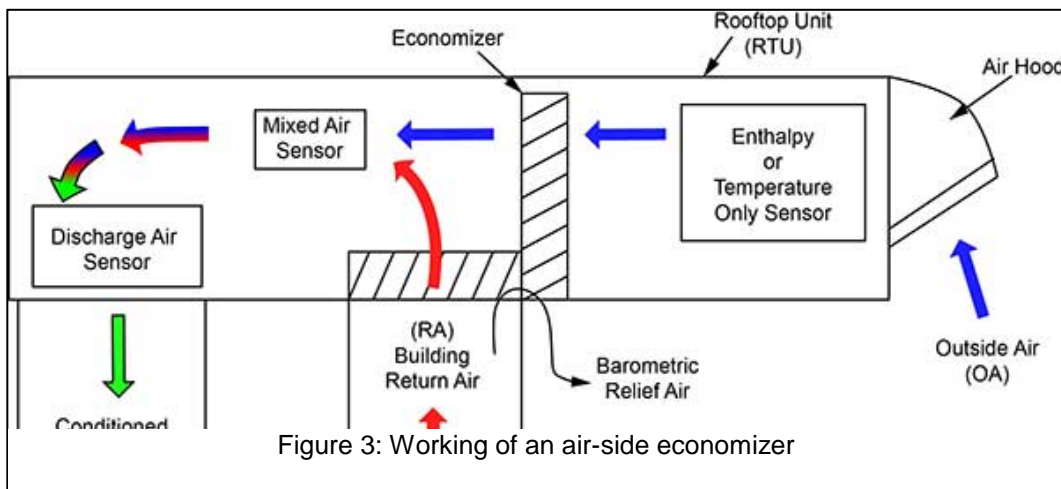 Economizer
Rooftop Unit
(RTU)
Air Hood
Mixed Air
Sensor
Enthalpy
or
Temperature
Only Sensor
Discharge Air
Sensor
(RA)
Building
Return Air
Barometric
Relief Air
Outside Air
(OA)
Conditioned
Figure 3: Working of an air-side economizer